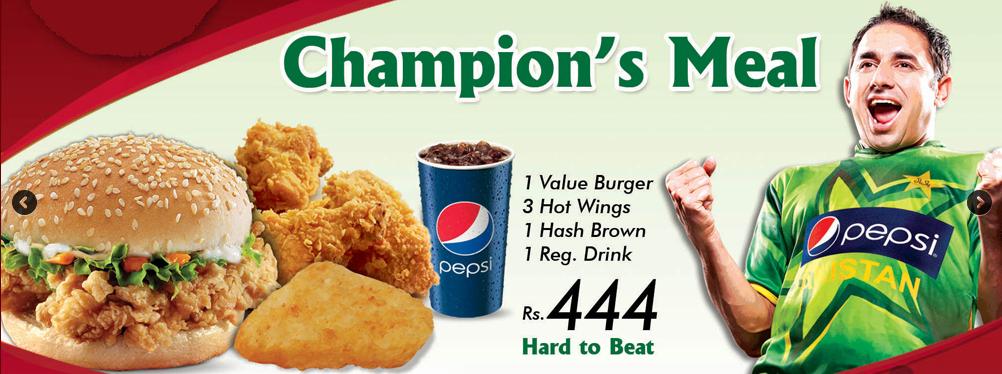 Champion's Meal
1 Value Burger
3 Hot Wings
1 Hash Brown
1 Reg. Drink
Rs. 444
Hard to Beat
pepsi
pepsi